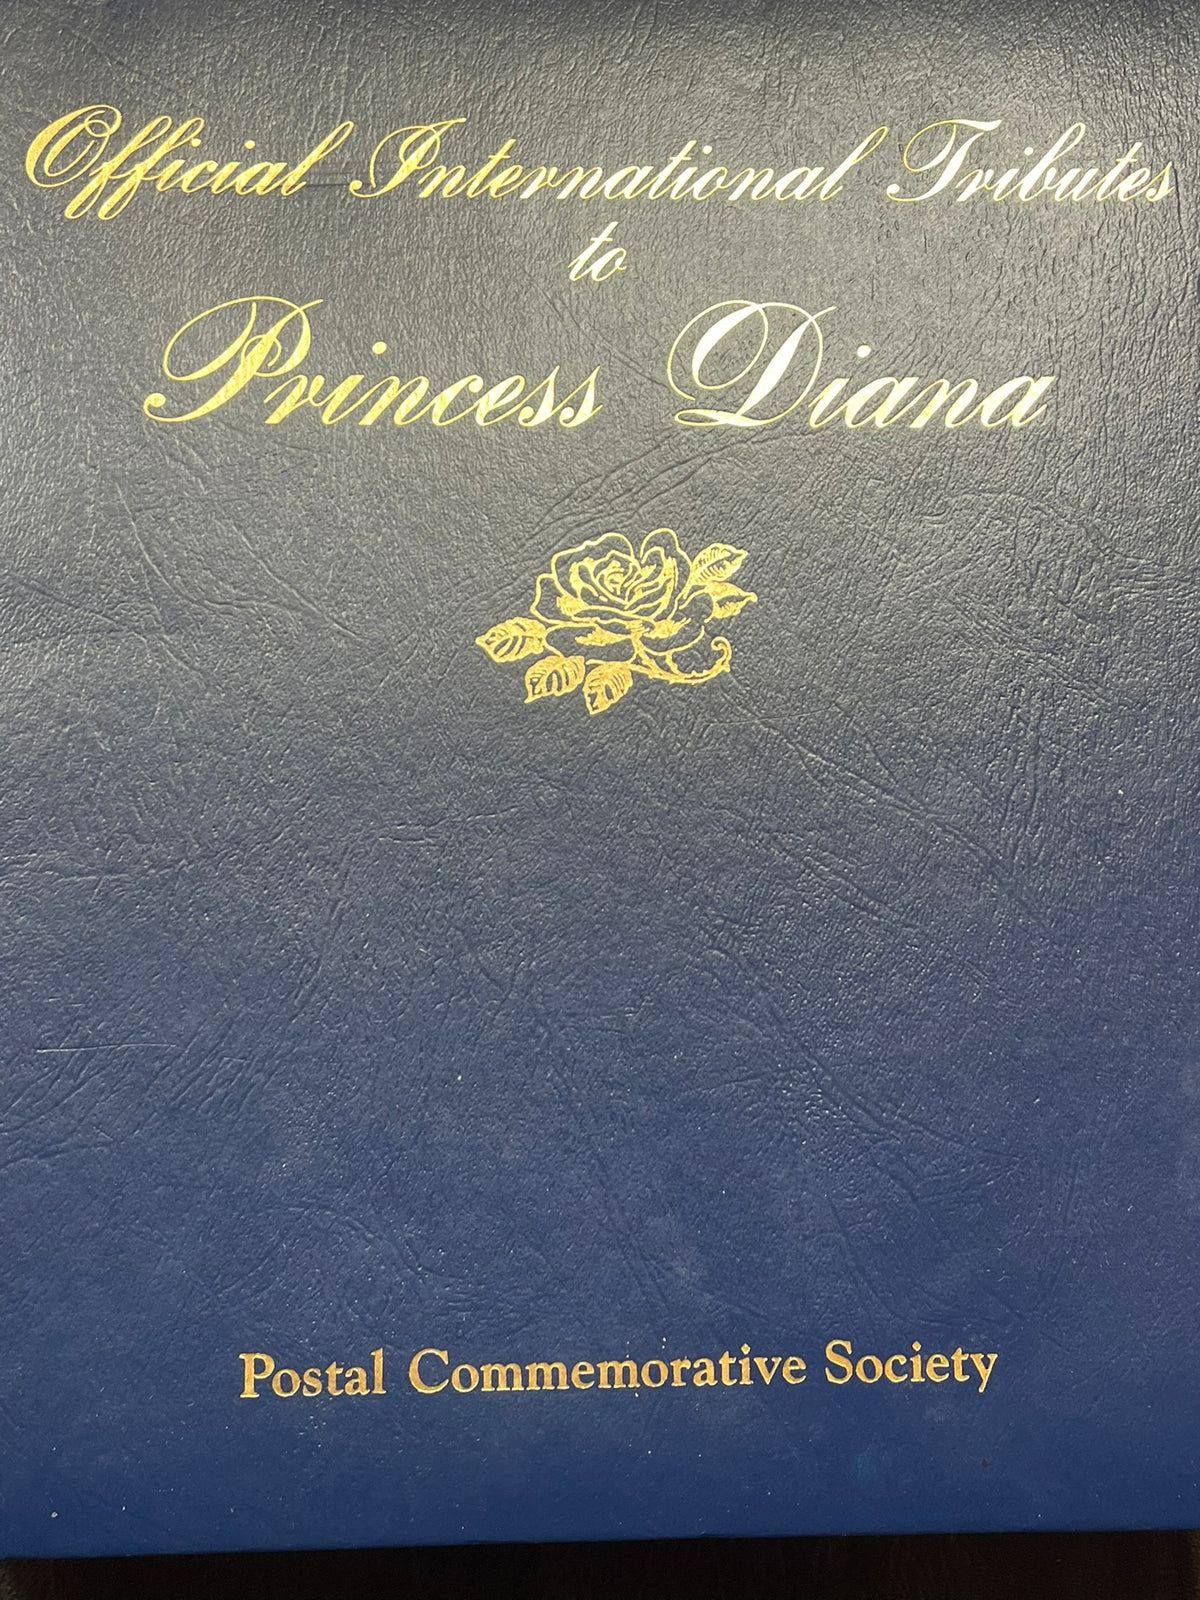 Official International Tributes
to
Princess Diana
Postal Commemorative Society